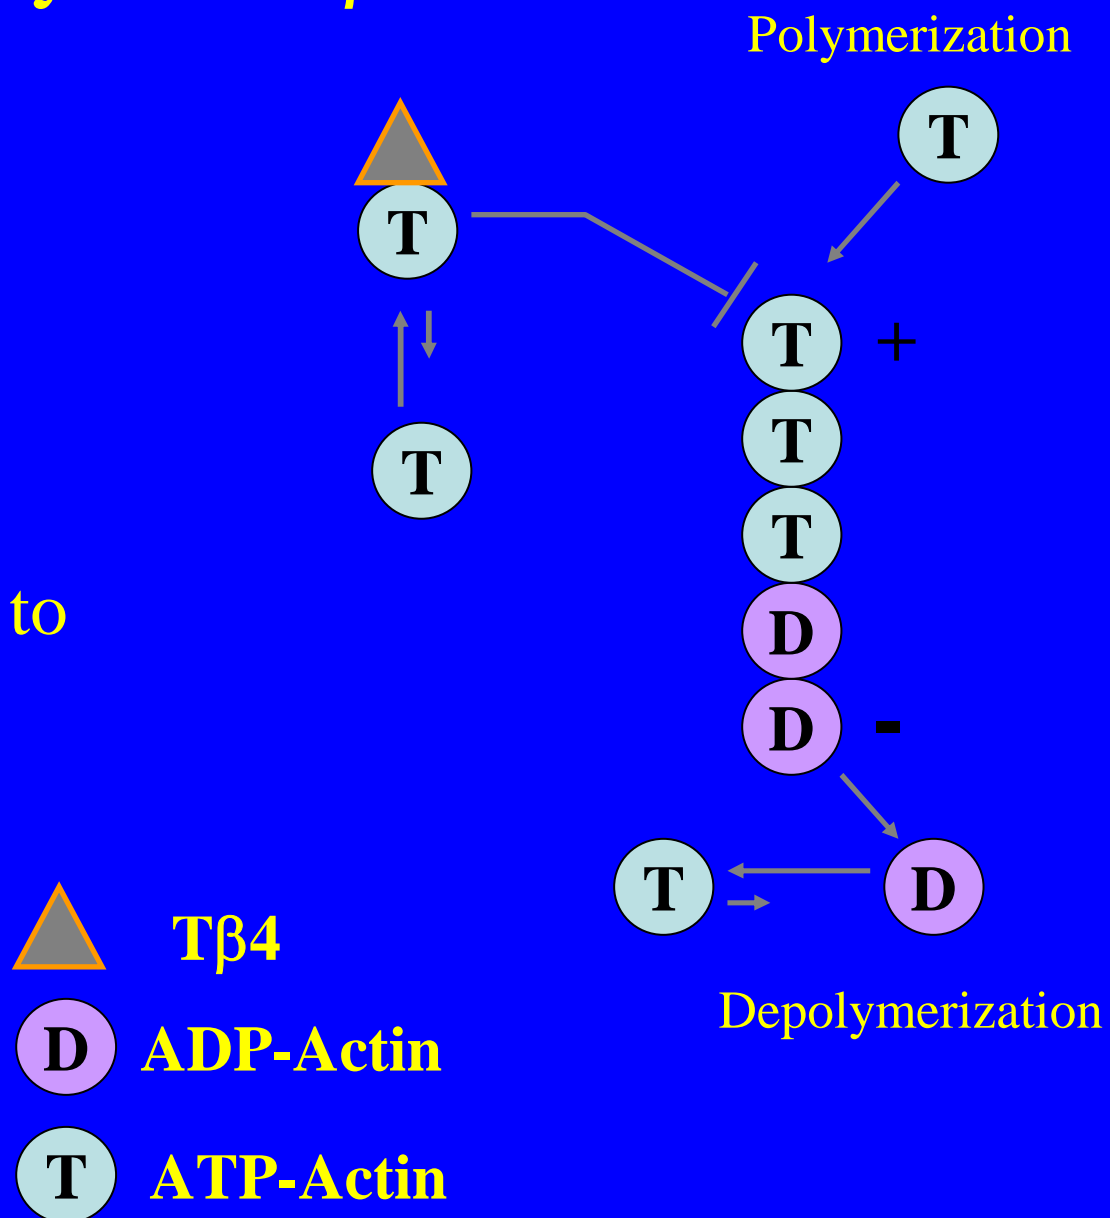 Polymerization
T
T
T
+
T
T
T
to
D
D
-
T
D
Tβ4
Depolymerization
D ADP-Actin
T ATP-Actin